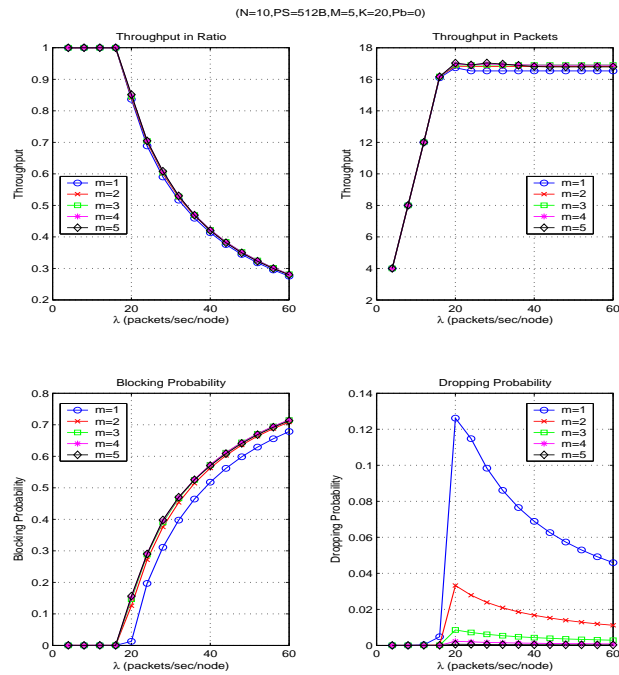 (N=10,PS=512B,M=5,K=20,Pb=0)
Throughput in Ratio
1
0.9
0.8
0.7
0.6
0.5
0.4
0.3
0.2
Throughput
m=1
m=2
m=3
m=4
m=5
0
20
40
60
λ (packets/sec/node)
Throughput in Packets
18
16
14
12
10
8
6
4
2
Throughput
m=1
m=2
m=3
m=4
m=5
0
20
40
60
λ (packets/sec/node)
Blocking Probability
0.8
0.7
0.6
0.5
0.4
0.3
0.2
0.1
0
Blocking Probability
m=1
m=2
m=3
m=4
m=5
0
20
40
60
λ (packets/sec/node)
Dropping Probability
0.14
0.12
0.1
0.08
0.06
0.04
0.02
0
Dropping Probability
m=1
m=2
m=3
m=4
m=5
0
20
40
60
λ (packets/sec/node)